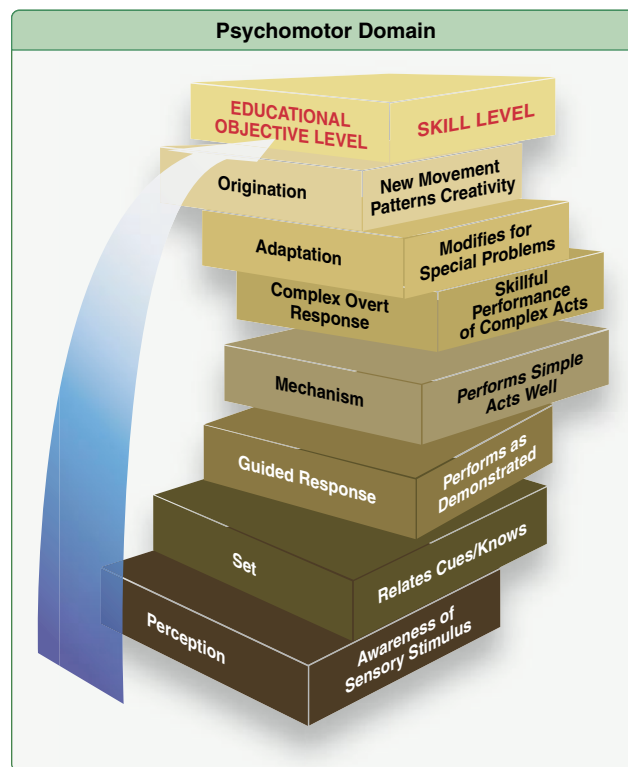 Psychomotor Domain
EDUCATIONAL
OBJECTIVE LEVEL
SKILL LEVEL
Origination
New Movement
Patterns Creativity
Adaptation
Modifies for
Special Problems
Complex Overt
Response
Skillful
Performance
of Complex Acts
Mechanism
Performs Simple
Acts Well
Guided Response
Performs as
Demonstrated
Set
Relates Cues/Knows
Perception
Awareness of
Sensory Stimulus